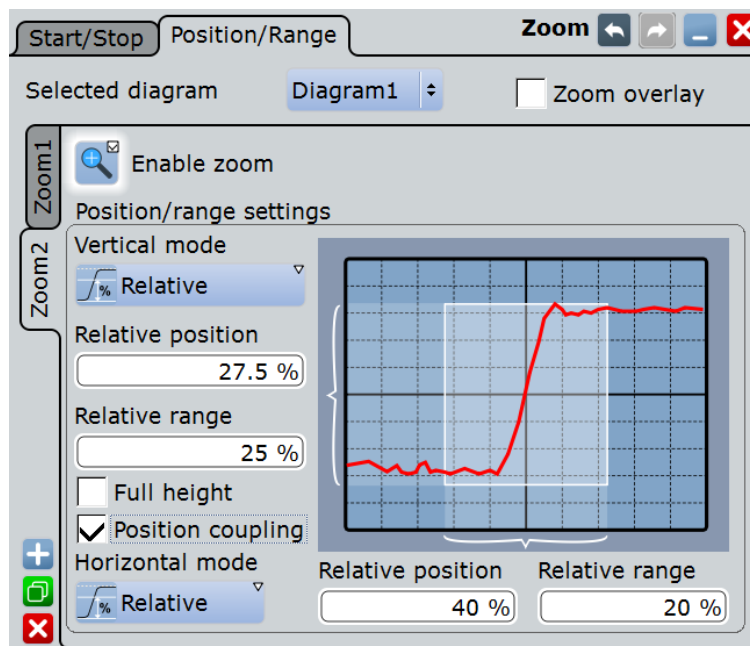 Start/Stop Position/Range Zoom
Selected diagram Diagram1 Zoom overlay
Zoom1
Enable zoom
Position/range settings
Zoom2
Vertical mode
% Relative
Relative position
27.5 %
Relative range
25 %
Full height
Position coupling
Horizontal mode
% Relative
Relative position Relative range
40 % 20 %